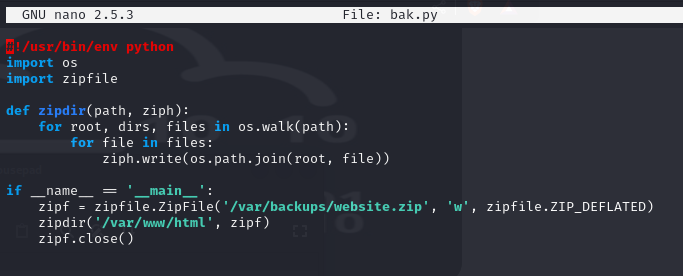 GNU nano 2.5.3 File: bak.py
#!/usr/bin/env python
import os
import zipfile
def zipdir(path, ziph):
for root, dirs, files in os.walk(path):
for file in files:
ziph.write(os.path.join(root, file))
if __name__ == '__main__':
zipf = zipfile.ZipFile('/var/backups/website.zip', 'w', zipfile.ZIP_DEFLATED)
zipdir('/var/www/html', zipf)
zipf.close()